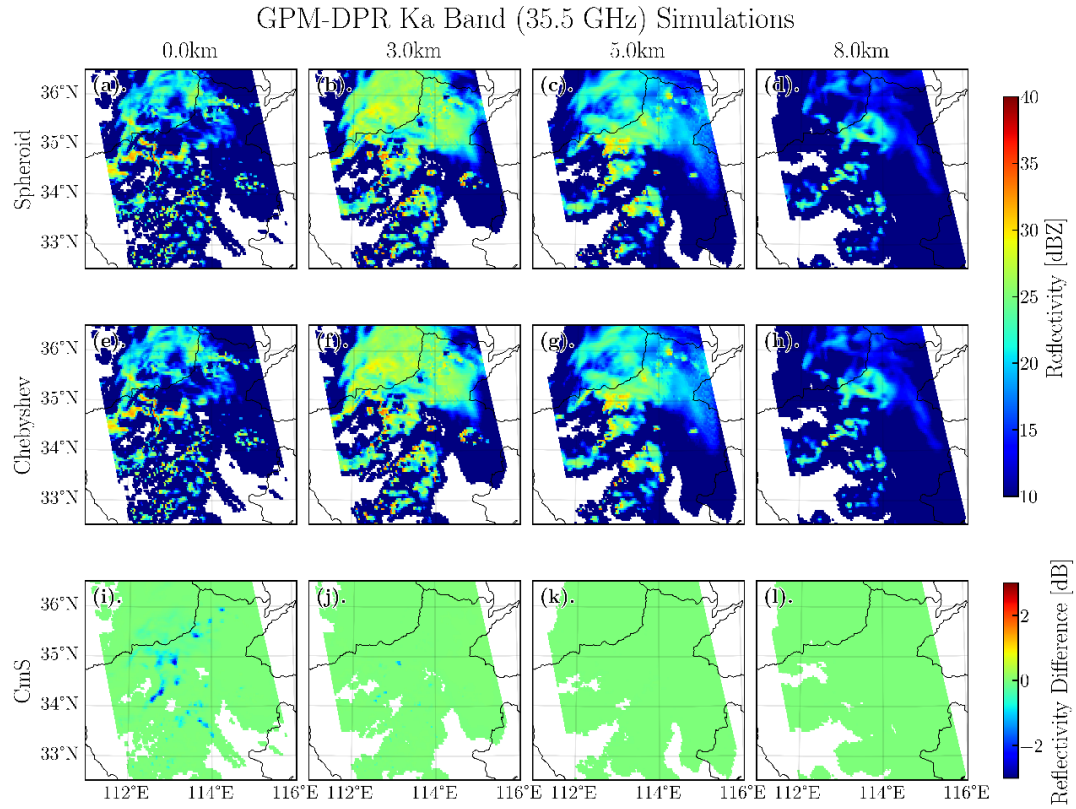 GPM-DPR Ka Band (35.5 GHz) Simulations
0.0km 3.0km 5.0km 8.0km
Spheroid
(a). (b). (c). (d).
36°N
35°N
34°N
33°N
Chebyshev
(e). (f). (g). (h).
36°N
35°N
34°N
33°N
CmS
(i). (j). (k). (l).
36°N
35°N
34°N
33°N
112°E 114°E 116°E 112°E 114°E 116°E 112°E 114°E 116°E 112°E 114°E 116°E
40
35
30
25
20
15
10
Reflectivity [dBZ]
2
0
−2
Reflectivity Difference [dB]